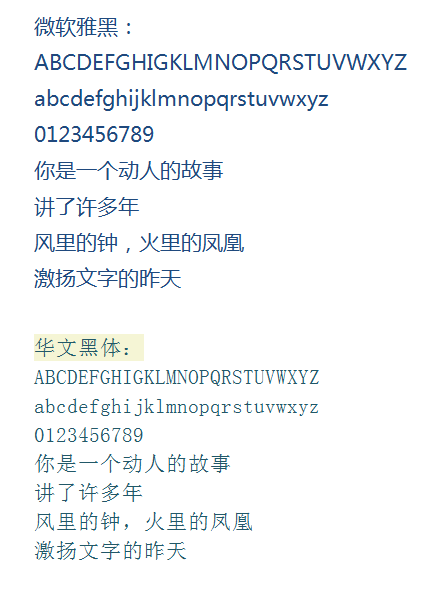 微软雅黑：
ABCDEFGHIGKLMNOPQRSTUVWXYZ
abcdefghijklmnopqrstuvwxyz
0123456789
你是一个动人的故事
讲了许多年
风里的钟，火里的凤凰
激扬文字的昨天
华文黑体：
ABCDEFGHIGKLMNOPQRSTUVWXYZ
abcdefghijklmnopqrstuvwxyz
0123456789
你是一个动人的故事
讲了许多年
风里的钟，火里的凤凰
激扬文字的昨天